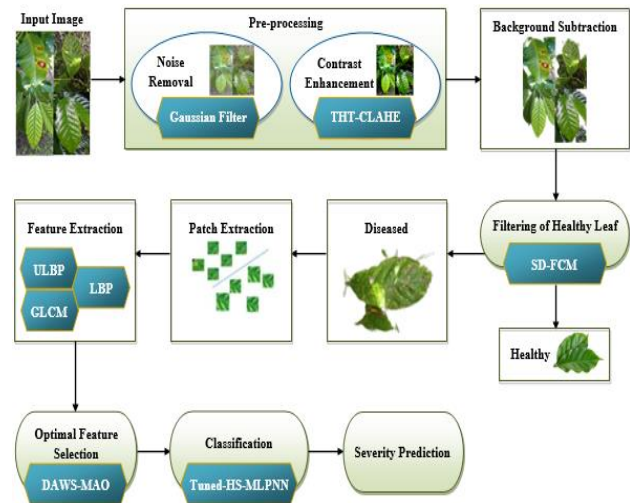 Input Image
Pre-processing
Noise
Removal
Gaussian Filter
Contrast
Enhancement
THT-CLAHE
Background Subtraction
Filtering of Healthy Leaf
SD-FCM
Healthy
Diseased
Patch Extraction
Feature Extraction
ULBP
LBP
GLCM
Optimal Feature
Selection
DAWS-MAO
Classification
Tuned-HS-MLPNN
Severity Prediction